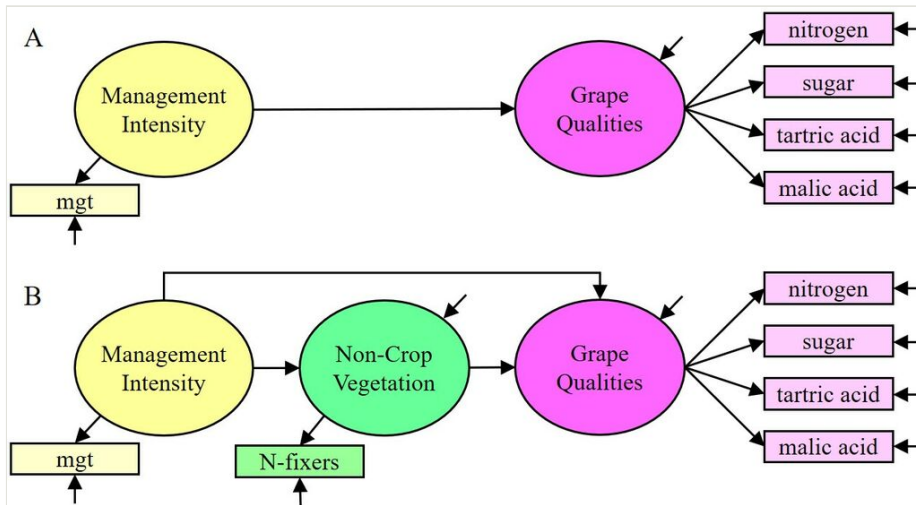 A
Management
Intensity
mgt
Grape
Qualities
nitrogen
sugar
tartric acid
malic acid
B
Management
Intensity
mgt
Non-Crop
Vegetation
N-fixers
Grape
Qualities
nitrogen
sugar
tartric acid
malic acid